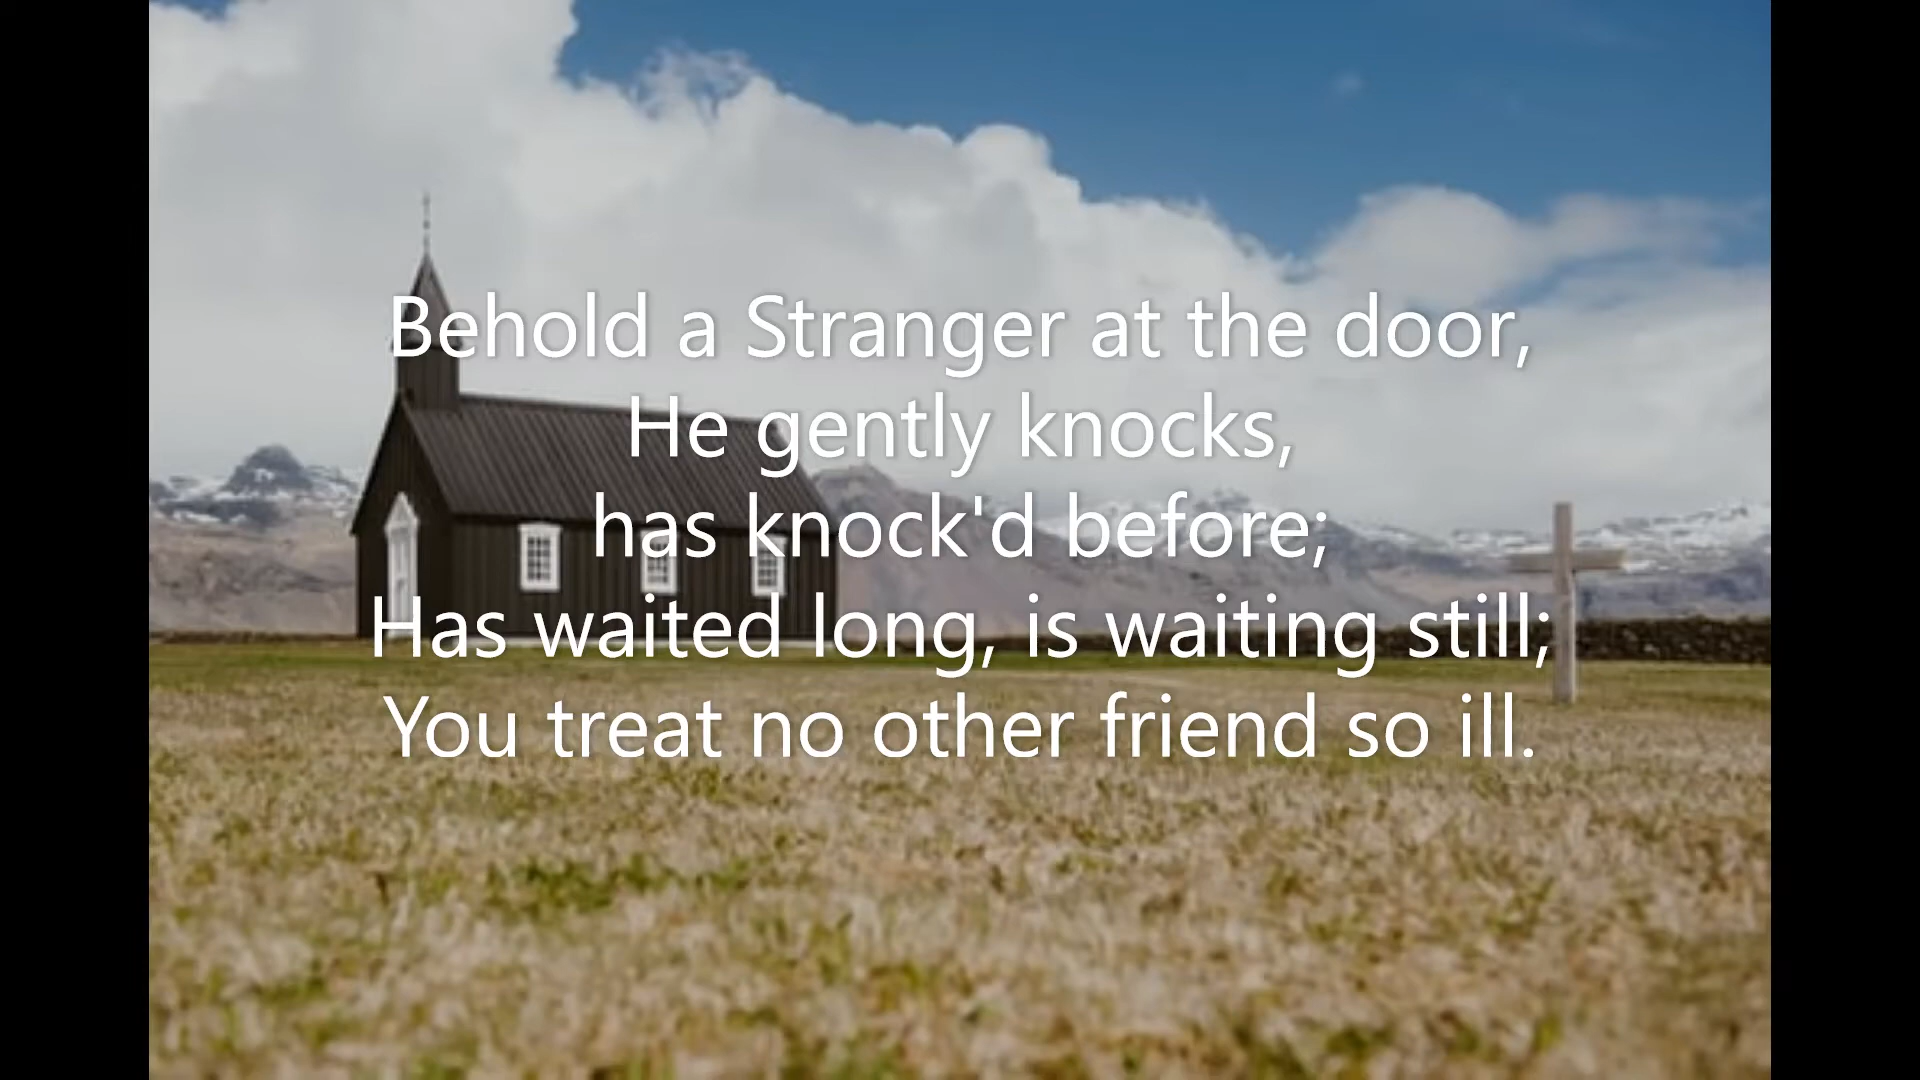 Behold a Stranger at the door,
He gently knocks,
has knock'd before;
Has waited long, is waiting still;
You treat no other friend so ill.